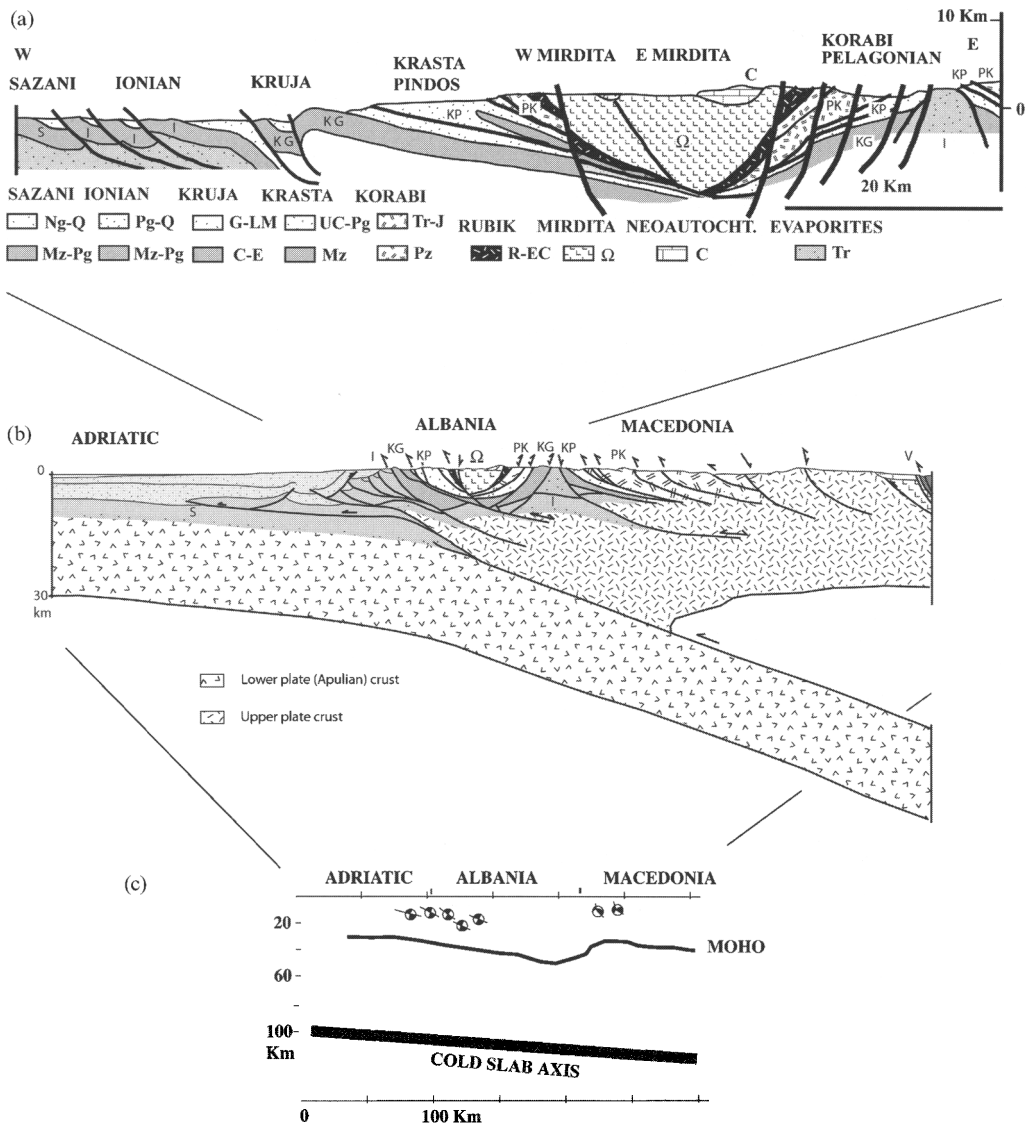 (a)
10 Km
W
KRASTA PINDOS
W MIRDITA
E MIRDITA
KORABI PELAGONIAN
E
SAZANI
IONIAN
KRUJA
C
KP
PK
S
I
I
I
K G
K G
KP
PK
Ω
PK
KP
KG
I
0
20 Km
SAZANI IONIAN KRUJA KRASTA KORABI
Ng-Q Pg-Q G-LM UC-Pg Tr-J RUBIK MIRDITA NEOAUTOCHT. EVAPORITES
Mz-Pg Mz-Pg C-E Mz Pz R-EC Ω C Tr
(b)
ADRIATIC
ALBANIA
MACEDONIA
I KG KP Ω PK KG KP PK V
0
S
I
30
km
Lower plate (Apulian) crust
Upper plate crust
(c)
ADRIATIC ALBANIA MACEDONIA
20
MOHO
60
100
Km
COLD SLAB AXIS
0 100 Km